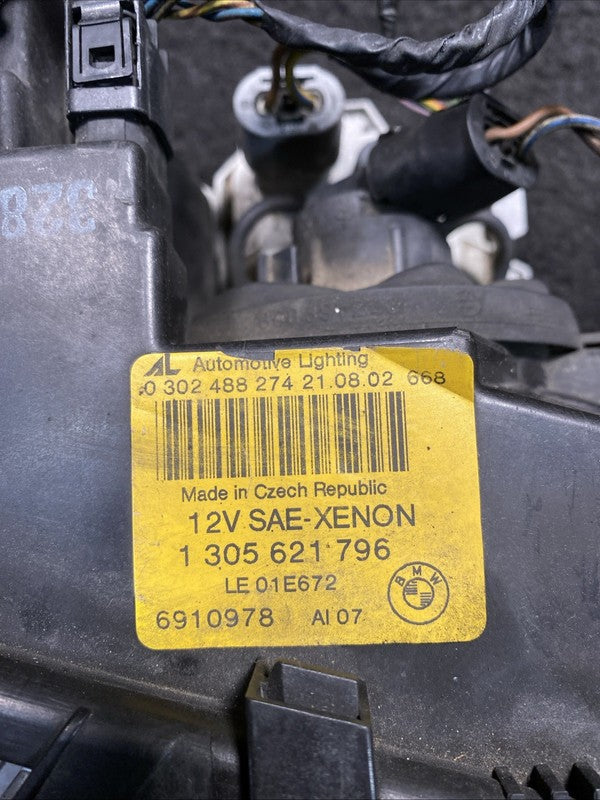 328
AL Automotive Lighting
0 302 488 274 21.08.02 668
Made in Czech Republic
12V SAE-XENON
1 305 621 796
LE 01E672
BMW
6910978 AI 07